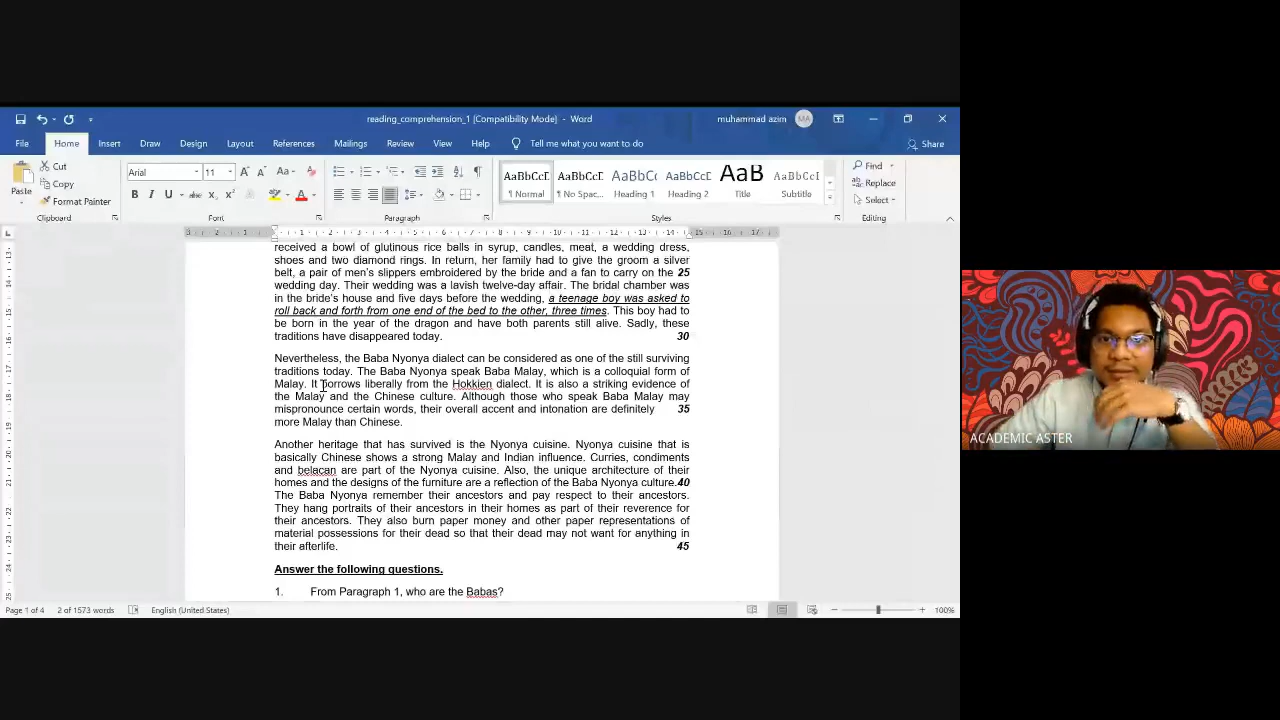 reading_comprehension_1 [Compatibility Mode] - Word
muhammad azim
MA
File Home Insert Draw Design Layout References Mailings Review View Help Tell me what you want to do Share
Paste
Cut
Copy
Format Painter
Clipboard
Arial 11
B I U
Font
Paragraph
AaBbCcI AaBbCcI AaBbCc AaBbCcI AaB AaBbCcI
¶ Normal ¶ No Spac... Heading 1 Heading 2 Title Subtitle
Styles
Find
Replace
Select
Editing
received a bowl of glutinous rice balls in syrup, candles, meat, a wedding dress,
shoes and two diamond rings. In return, her family had to give the groom a silver
belt, a pair of men's slippers embroidered by the bride and a fan to carry on the 25
wedding day. Their wedding was a lavish twelve-day affair. The bridal chamber was
in the bride's house and five days before the wedding, a teenage boy was asked to
roll back and forth from one end of the bed to the other, three times. This boy had to
be born in the year of the dragon and have both parents still alive. Sadly, these
traditions have disappeared today. 30
Nevertheless, the Baba Nyonya dialect can be considered as one of the still surviving
traditions today. The Baba Nyonya speak Baba Malay, which is a colloquial form of
Malay. It borrows liberally from the Hokkien dialect. It is also a striking evidence of
the Malay and the Chinese culture. Although those who speak Baba Malay may
mispronounce certain words, their overall accent and intonation are definitely 35
more Malay than Chinese.
Another heritage that has survived is the Nyonya cuisine. Nyonya cuisine that is
basically Chinese shows a strong Malay and Indian influence. Curries, condiments
and belacan are part of the Nyonya cuisine. Also, the unique architecture of their
homes and the designs of the furniture are a reflection of the Baba Nyonya culture.40
The Baba Nyonya remember their ancestors and pay respect to their ancestors.
They hang portraits of their ancestors in their homes as part of their reverence for
their ancestors. They also burn paper money and other paper representations of
material possessions for their dead so that their dead may not want for anything in
their afterlife. 45
Answer the following questions.
1. From Paragraph 1, who are the Babas?
Page 1 of 4 2 of 1573 words English (United States) 100%
ACADEMIC ASTER